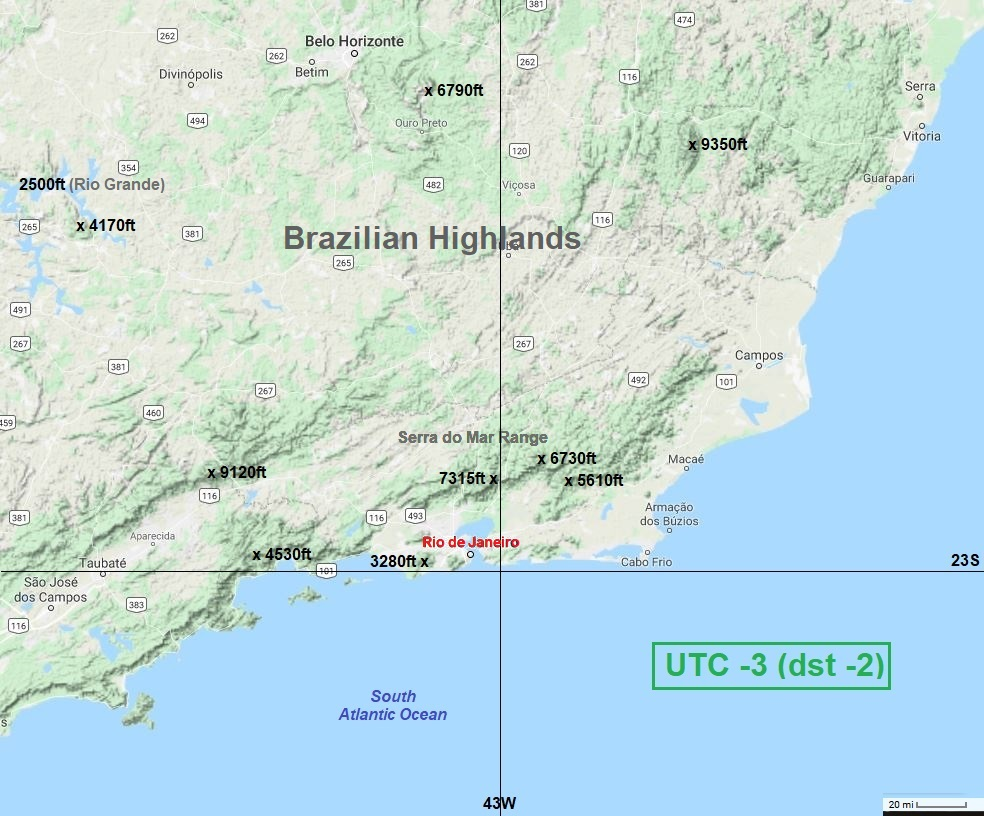 381
474
262
Belo Horizonte
262
Betim
262
116
Divinópolis
x 6790ft
Serra
494
Ouro Preto
Vitoria
x 9350ft
120
354
2500ft (Rio Grande)
482
Viçosa
Guarapari
265
x 4170ft
381
116
Brazilian Highlands
265
491
267
267
Campos
381
492
101
267
460
459
Serra do Mar Range
x 6730ft
Macaé
x 9120ft
7315ft x
x 5610ft
116
Armação
dos Búzios
381
116
493
Aparecida
Rio de Janeiro
x 4530ft
3280ft x
Cabo Frio
23S
Taubaté
101
São José
dos Campos
383
116
UTC -3 (dst -2)
South
Atlantic Ocean
43W
20 mi